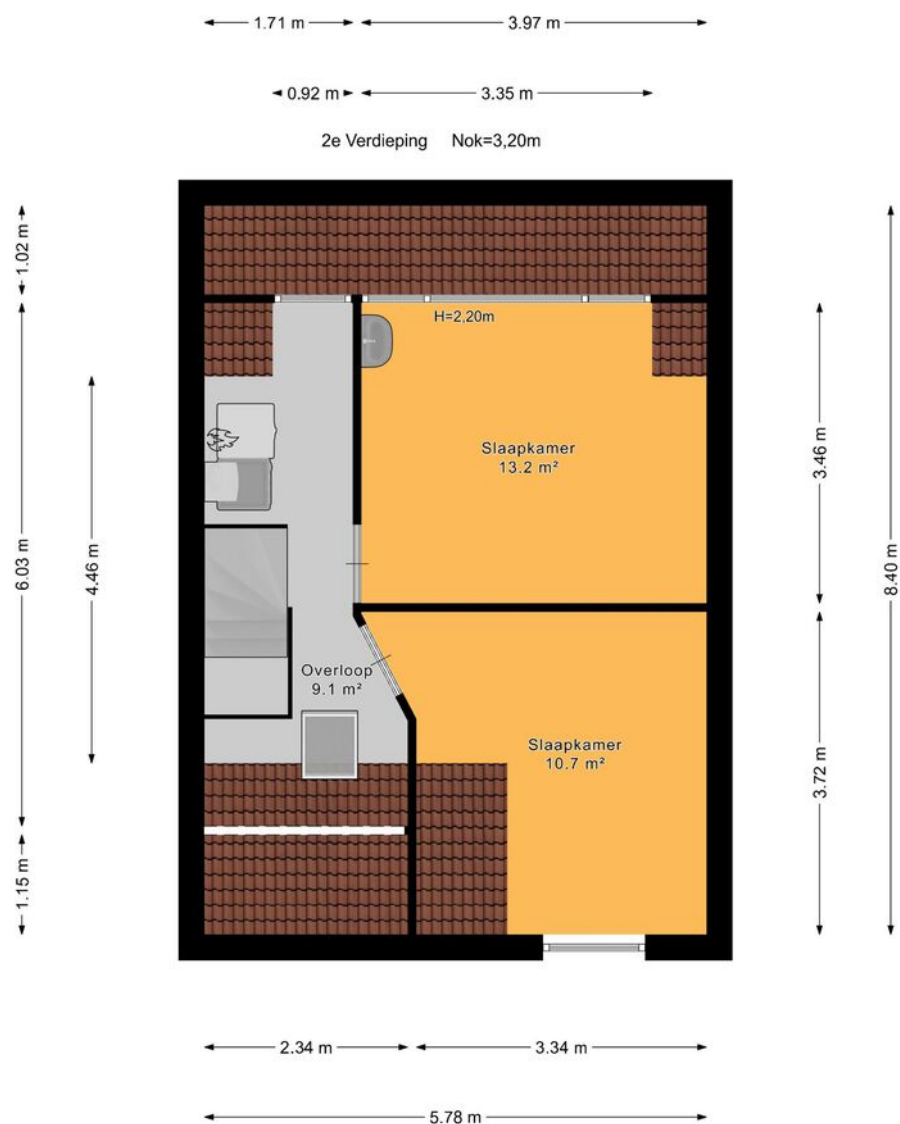 1.71 m
3.97 m
0.92 m
3.35 m
2e Verdieping Nok=3,20m
1.02 m
H=2,20m
Slaapkamer
13.2 m²
3.46 m
6.03 m
4.46 m
8.40 m
Overloop
9.1 m²
Slaapkamer
10.7 m²
3.72 m
1.15 m
2.34 m
3.34 m
5.78 m